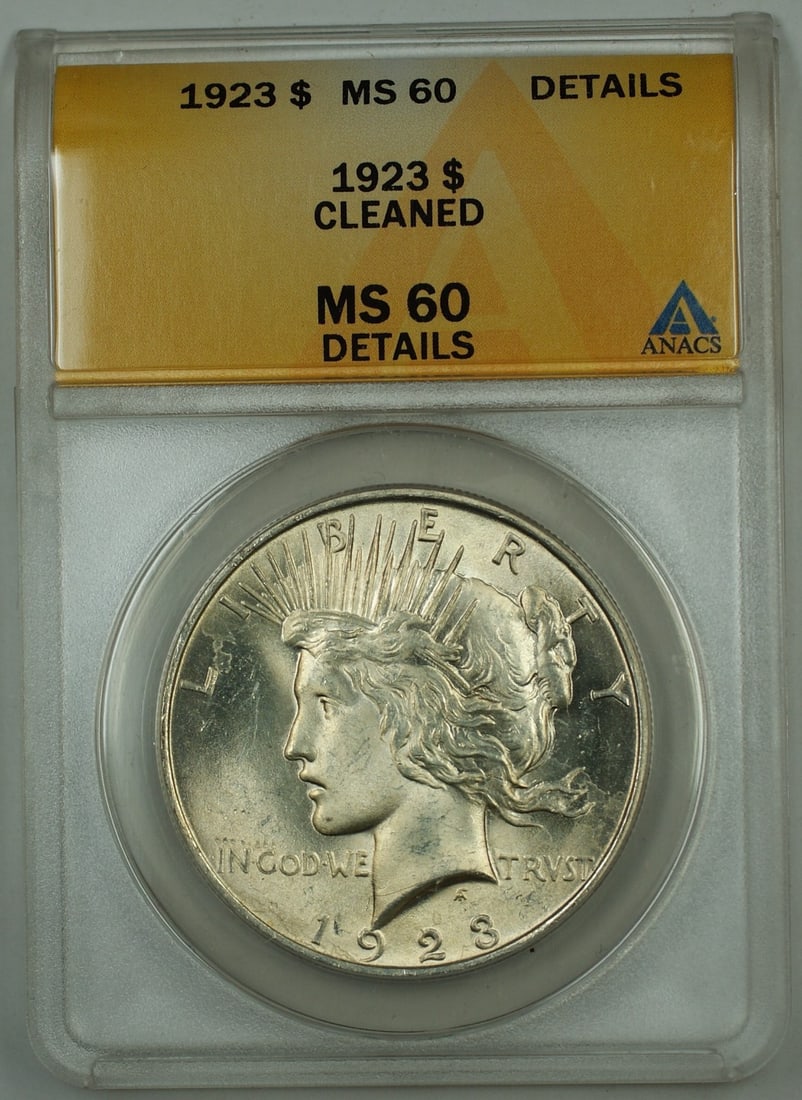 1923 $ MS 60 DETAILS
1923 $
CLEANED
MS 60
DETAILS
ANACS
LIBERTY
IN GOD·WE TRVST
1923